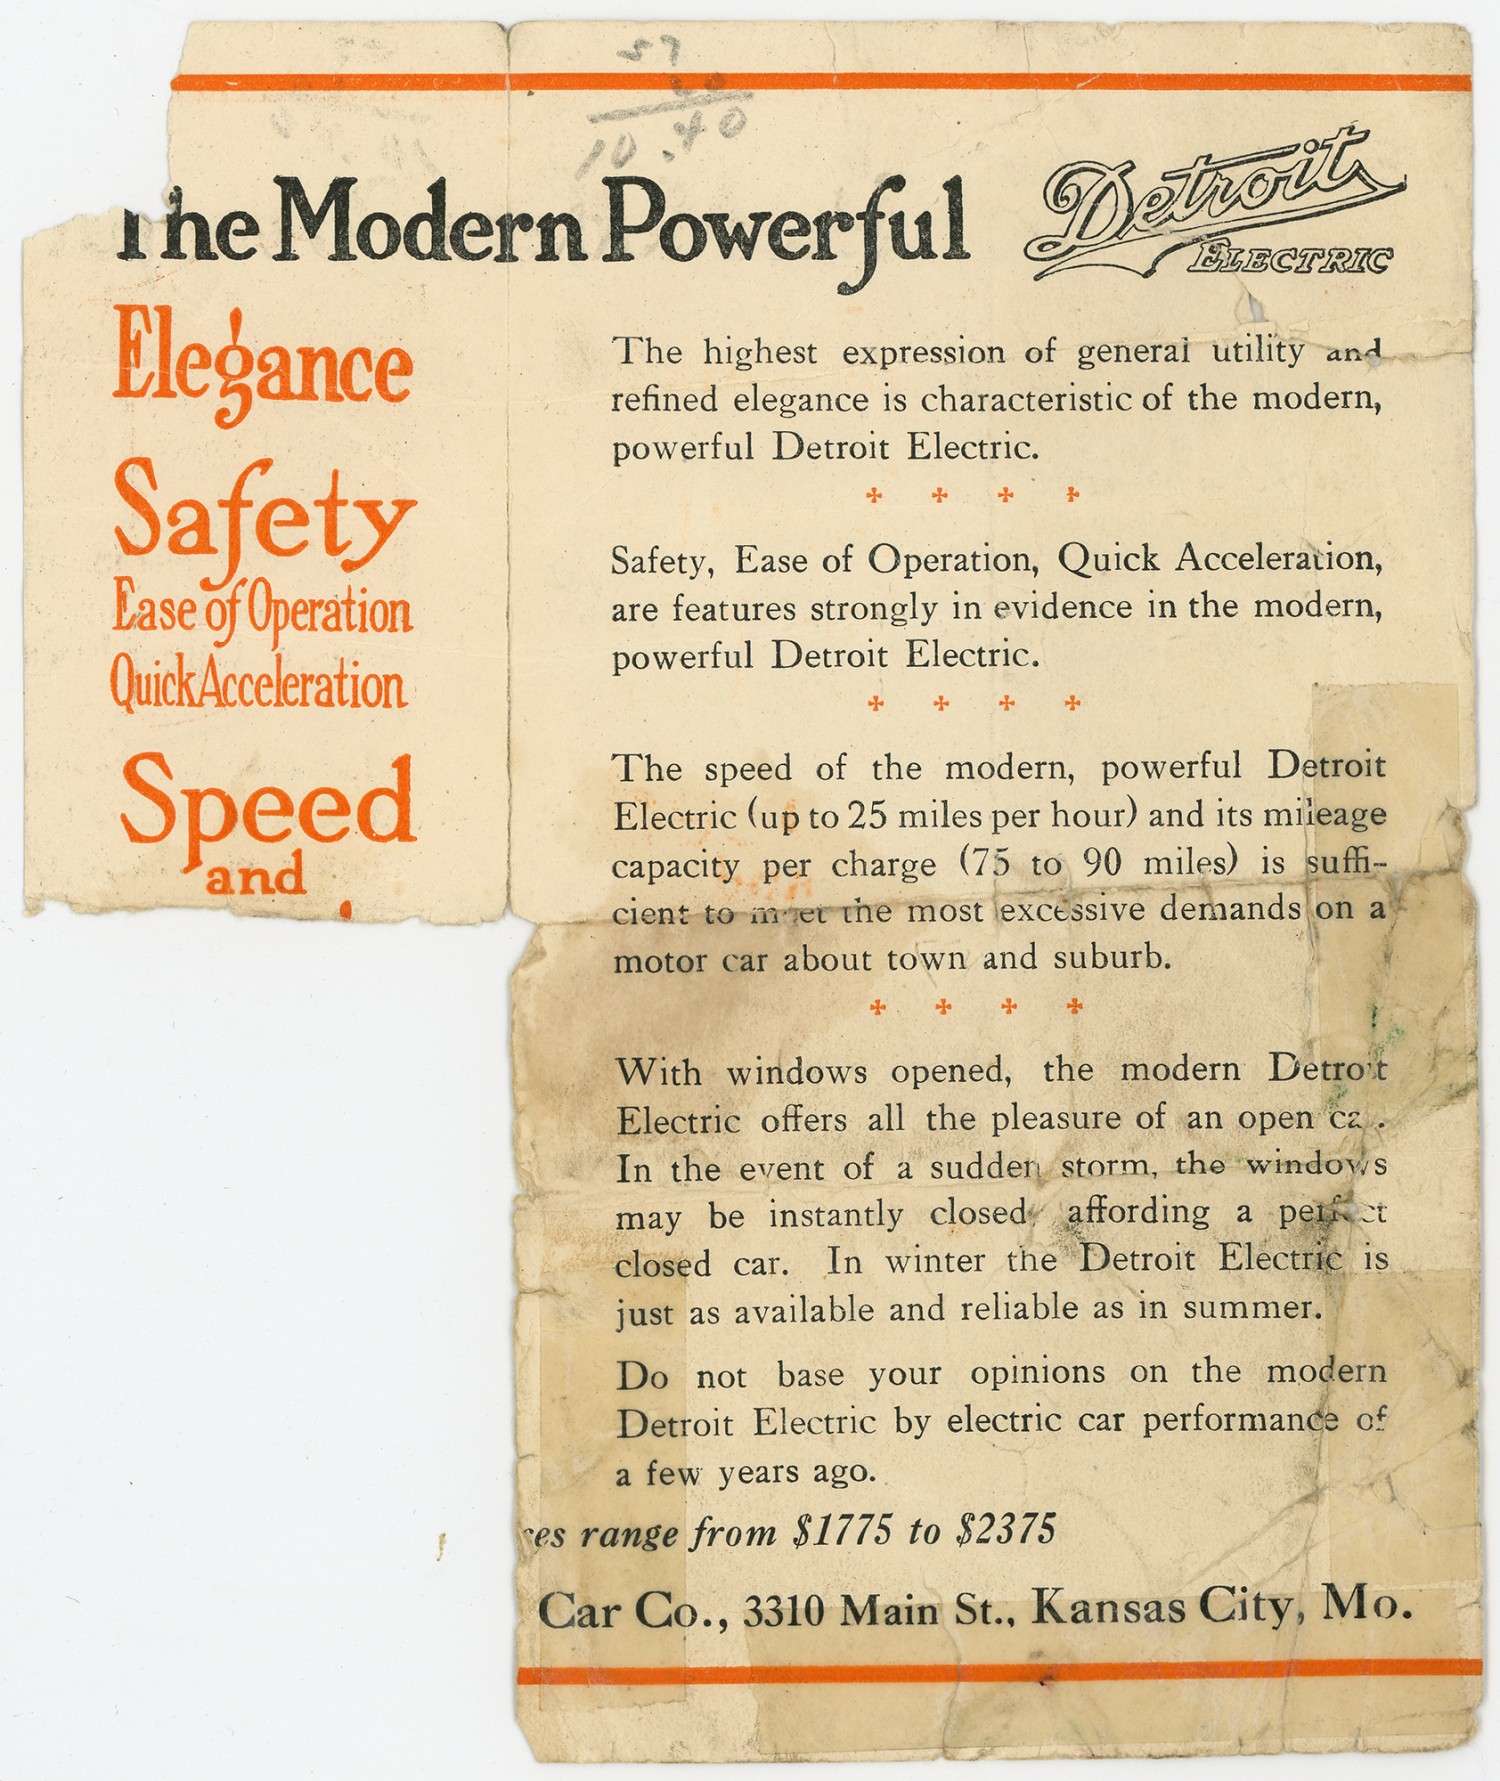 57
10.40
The Modern Powerful Detroit Electric
Elegance
Safety
Ease of Operation
Quick Acceleration
Speed
and
The highest expression of general utility and
refined elegance is characteristic of the modern,
powerful Detroit Electric.
Safety, Ease of Operation, Quick Acceleration,
are features strongly in evidence in the modern,
powerful Detroit Electric.
The speed of the modern, powerful Detroit
Electric (up to 25 miles per hour) and its mileage
capacity per charge (75 to 90 miles) is suffi-
cient to meet the most excessive demands on a
motor car about town and suburb.
With windows opened, the modern Detroit
Electric offers all the pleasure of an open car.
In the event of a sudden storm, the windows
may be instantly closed affording a perfect
closed car. In winter the Detroit Electric is
just as available and reliable as in summer.
Do not base your opinions on the modern
Detroit Electric by electric car performance of
a few years ago.
es range from $1775 to $2375
Car Co., 3310 Main St., Kansas City, Mo.